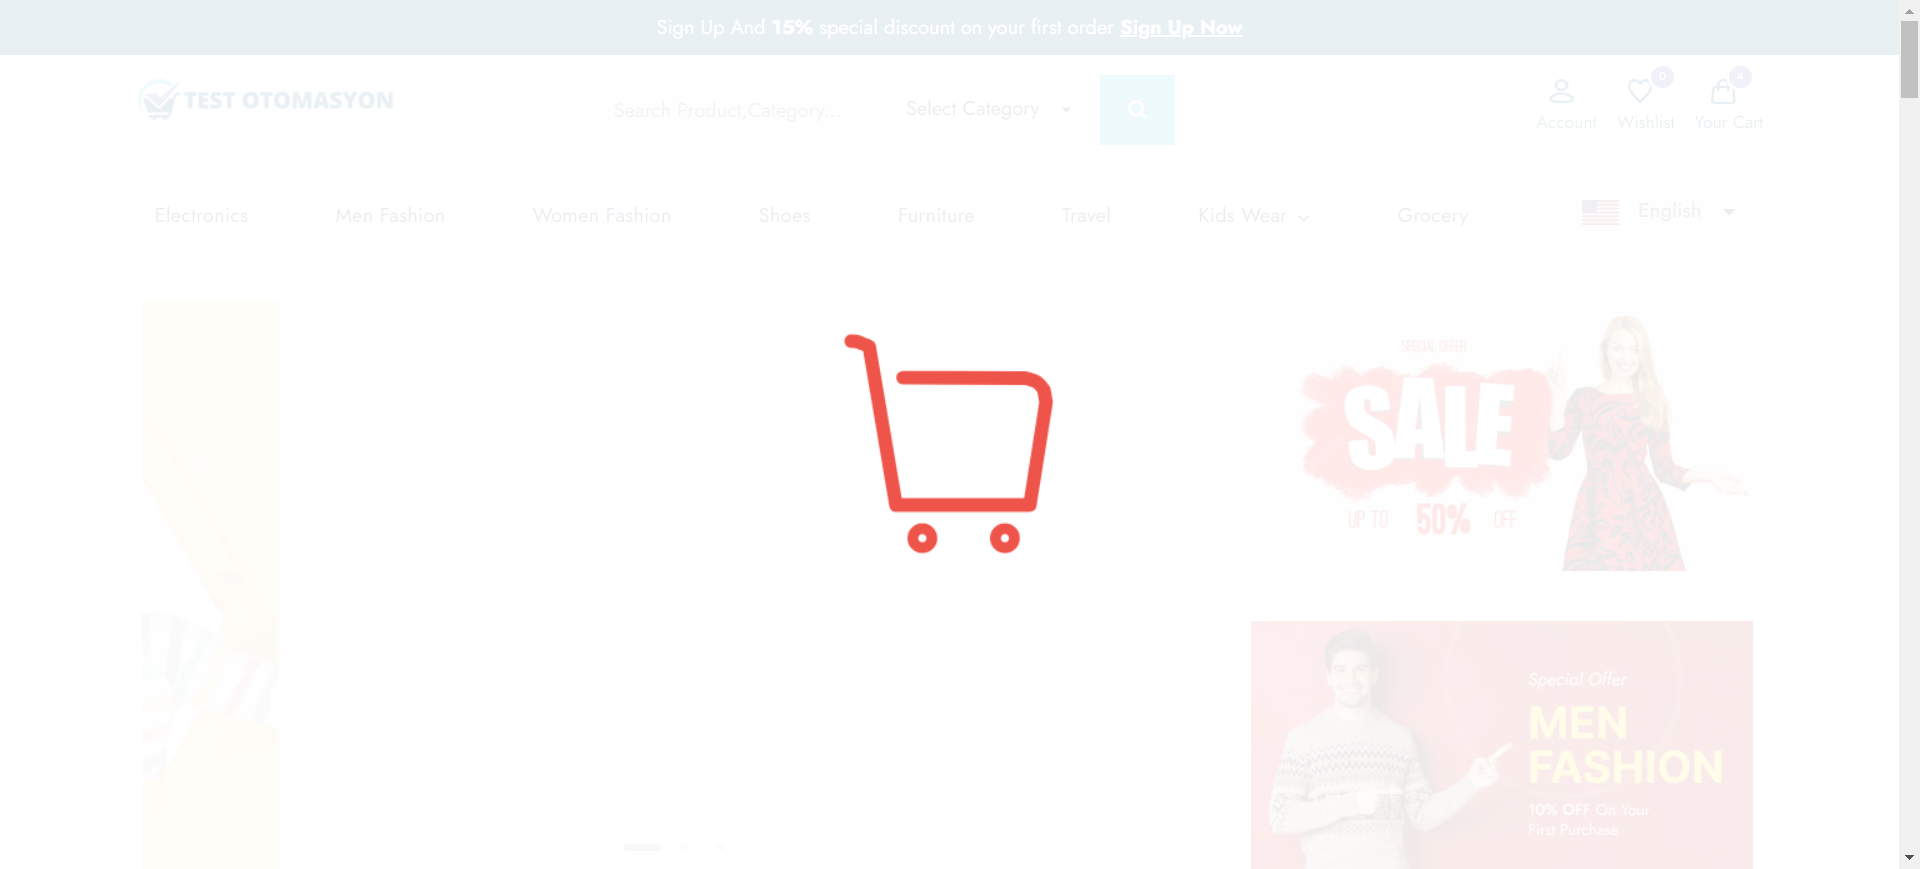 Sign Up And 15% special discount on your first order Sign Up Now
TEST OTOMASYON
Search Product,Category...
Select Category
0
4
Account
Wishlist
Your Cart
Electronics
Men Fashion
Women Fashion
Shoes
Furniture
Travel
Kids Wear
Grocery
English
SPECIAL OFFER
SALE
UP TO 50% OFF
Special Offer
MEN
FASHION
10% OFF On Your
First Purchase